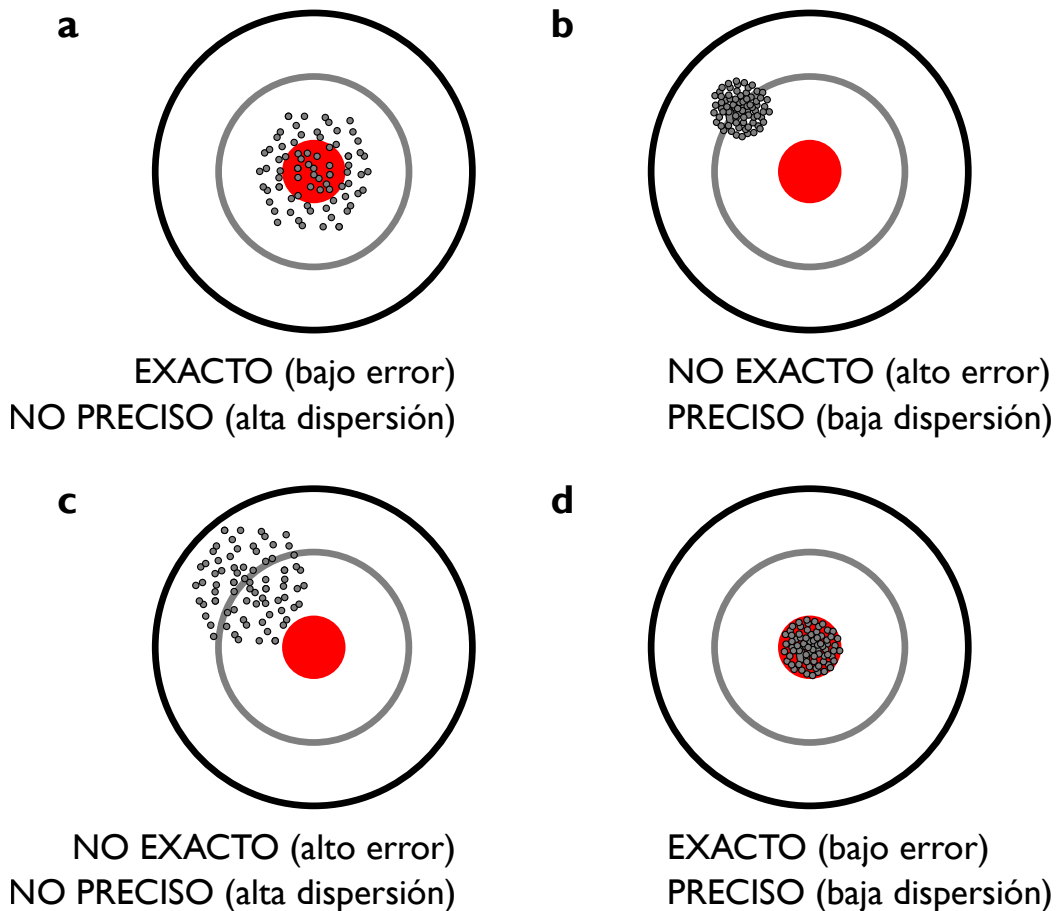 a
EXACTO (bajo error)
NO PRECISO (alta dispersión)
b
NO EXACTO (alto error)
PRECISO (baja dispersión)
c
NO EXACTO (alto error)
NO PRECISO (alta dispersión)
d
EXACTO (bajo error)
PRECISO (baja dispersión)